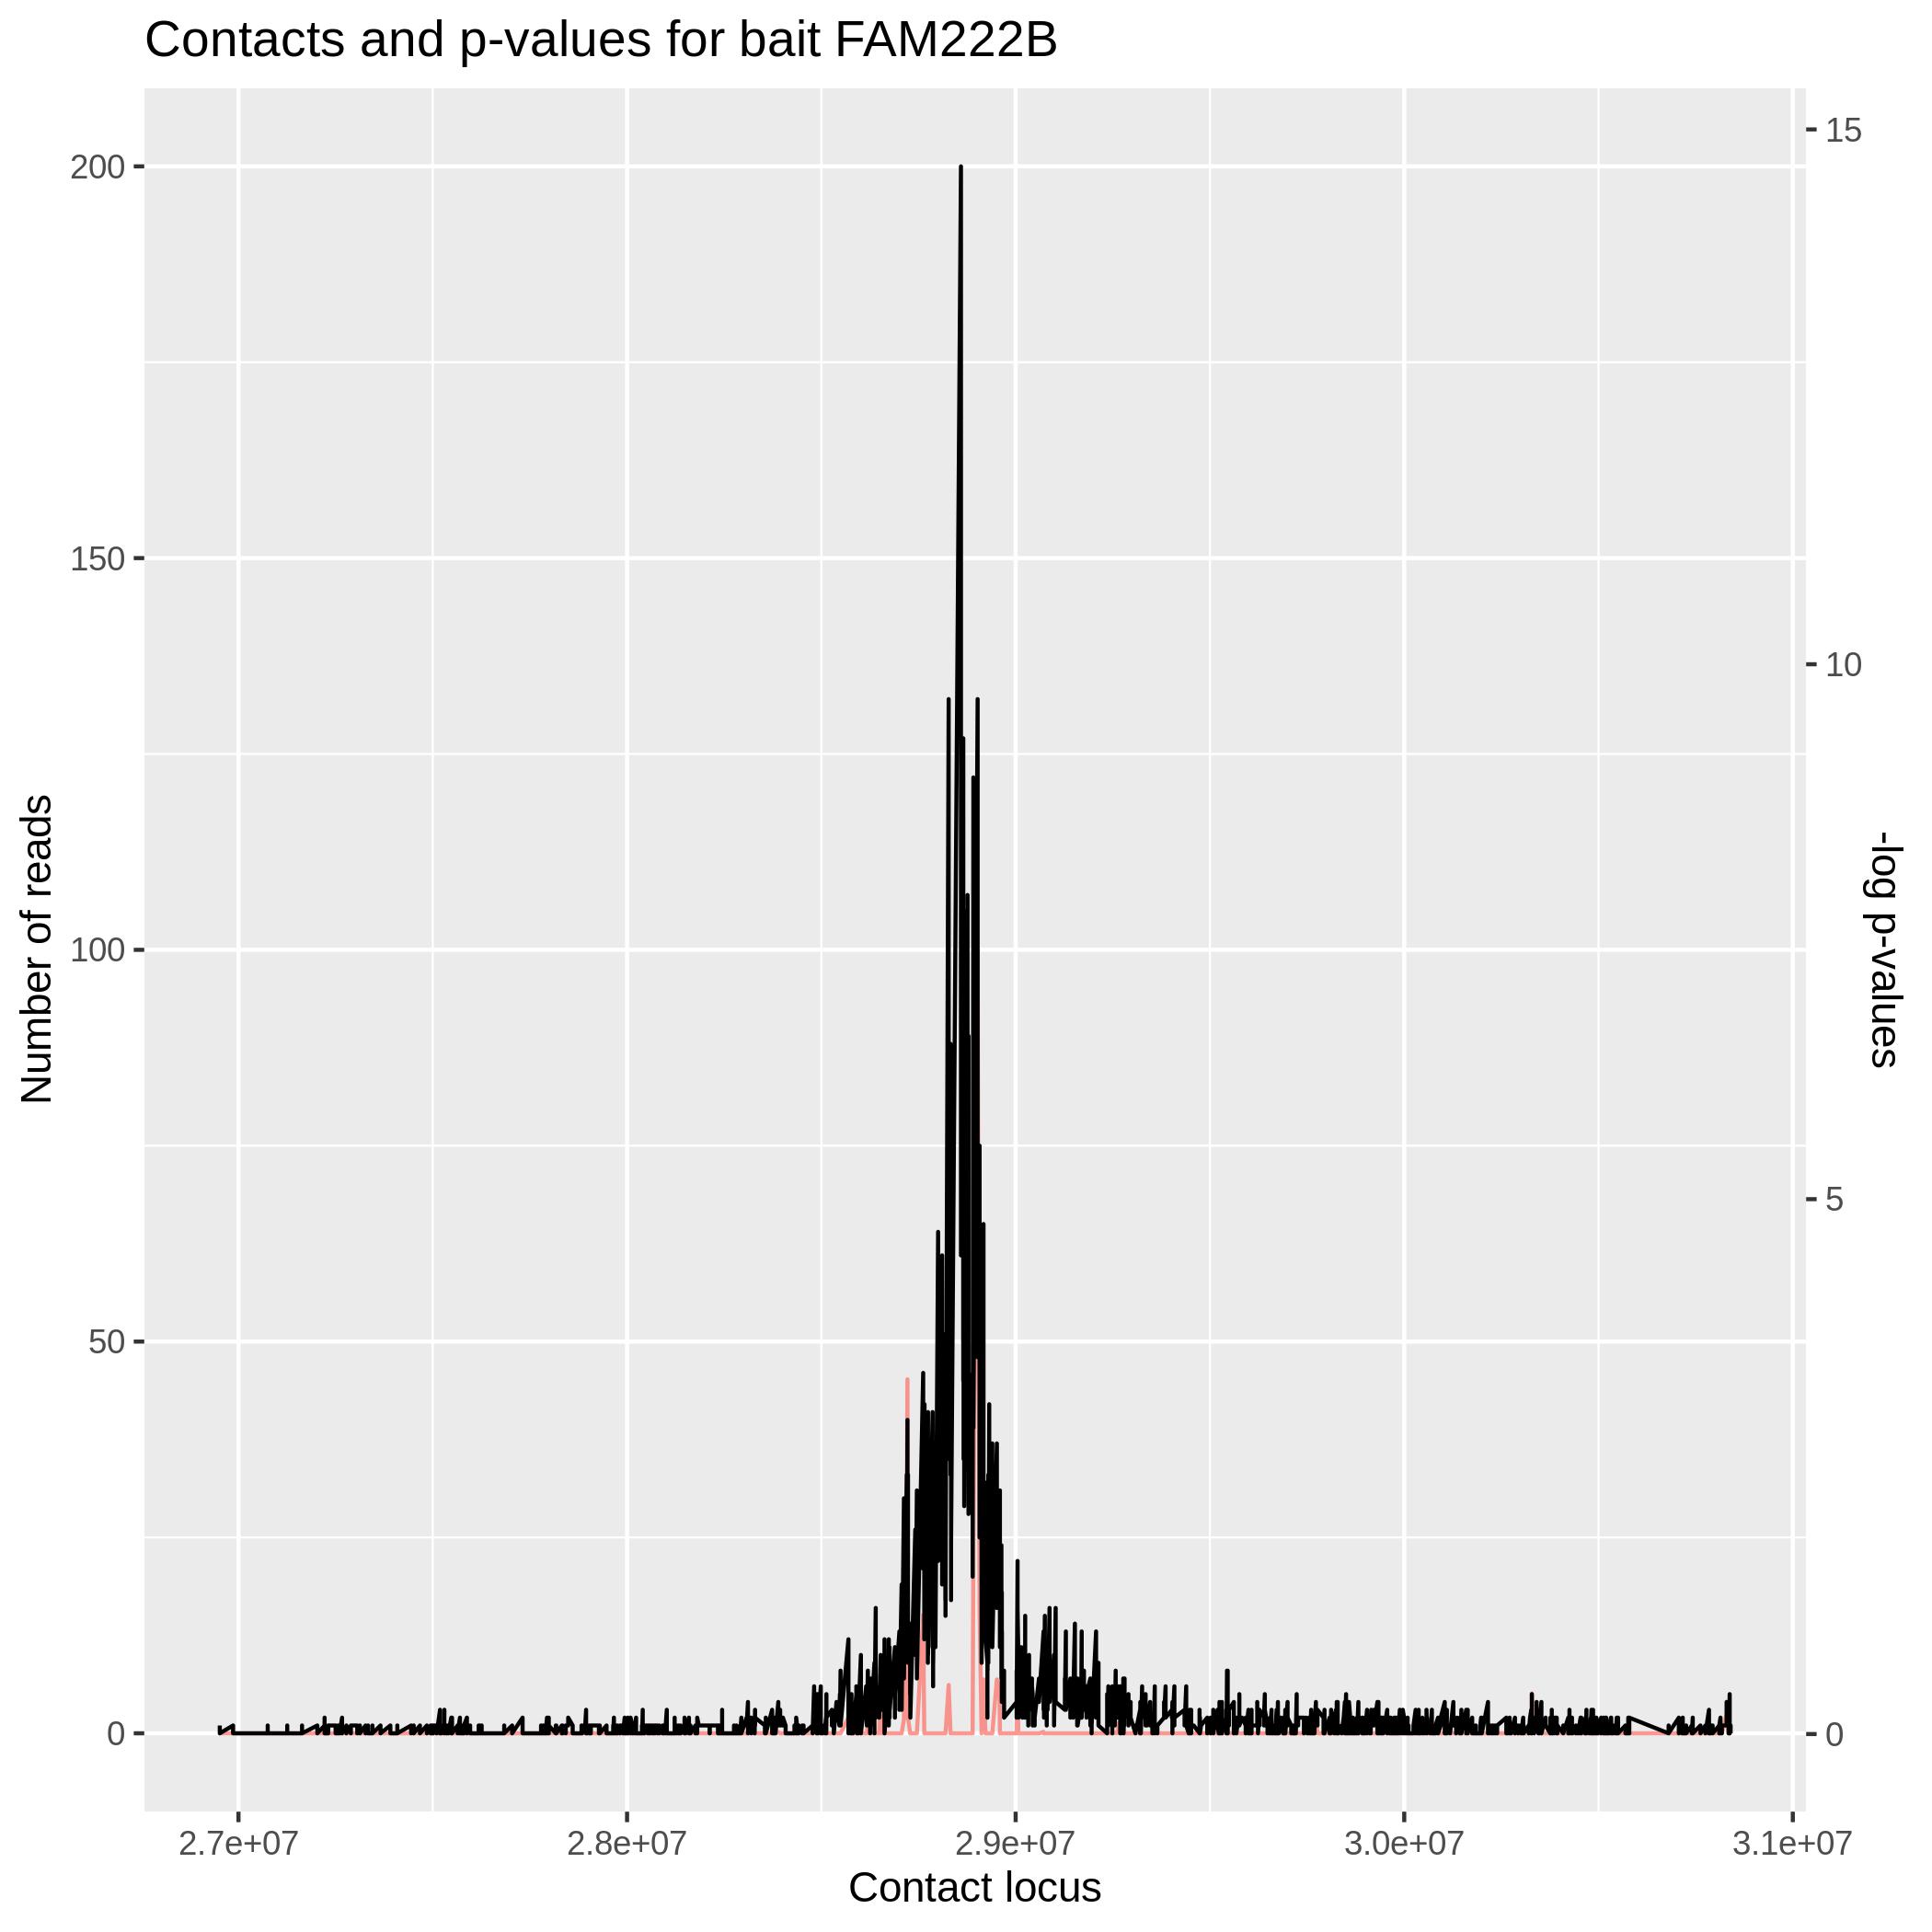 Contacts and p-values for bait FAM222B
200
150
100
50
0
15
10
5
0
Number of reads
-log p-values
2.7e+07 2.8e+07 2.9e+07 3.0e+07 3.1e+07
Contact locus